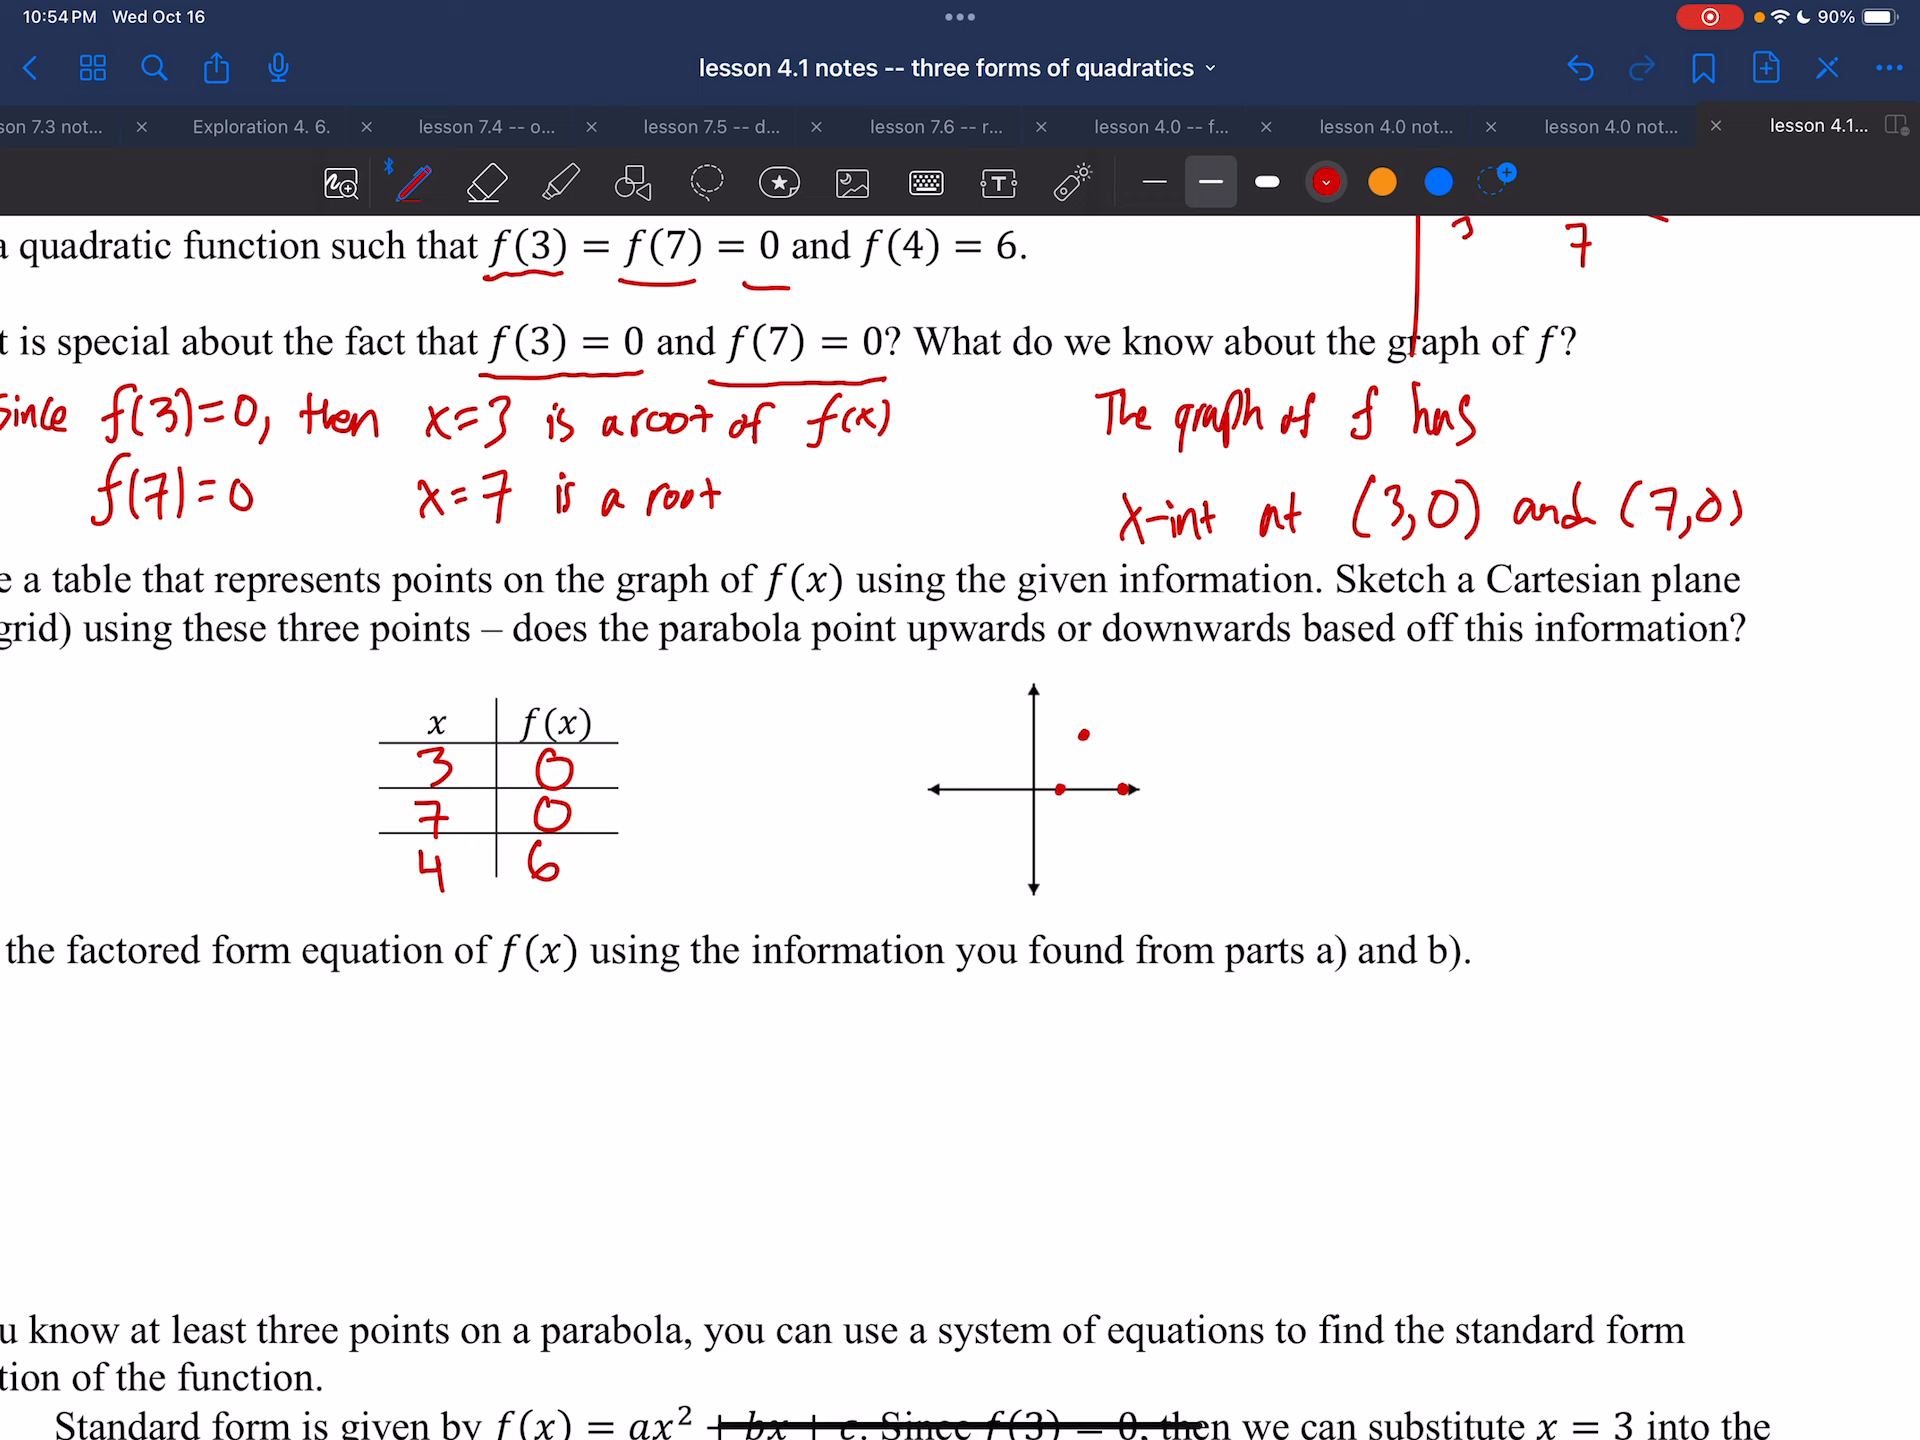 10:54 PM Wed Oct 16
90%
lesson 4.1 notes -- three forms of quadratics
son 7.3 not... Exploration 4. 6. lesson 7.4 -- o... lesson 7.5 -- d... lesson 7.6 -- r... lesson 4.0 -- f... lesson 4.0 not... lesson 4.0 not... lesson 4.1...
a quadratic function such that f(3) = f(7) = 0 and f(4) = 6.
3 7
t is special about the fact that f(3) = 0 and f(7) = 0? What do we know about the graph of f?
Since f(3)=0, then x=3 is a root of f(x)
f(7)=0 x=7 is a root
The graph of f has
x-int at (3,0) and (7,0)
e a table that represents points on the graph of f(x) using the given information. Sketch a Cartesian plane
grid) using these three points – does the parabola point upwards or downwards based off this information?
x f(x)
3 0
7 0
4 6
the factored form equation of f(x) using the information you found from parts a) and b).
u know at least three points on a parabola, you can use a system of equations to find the standard form
tion of the function.
Standard form is given by f(x) = ax² + bx + c. Since f(3) = 0, then we can substitute x = 3 into the